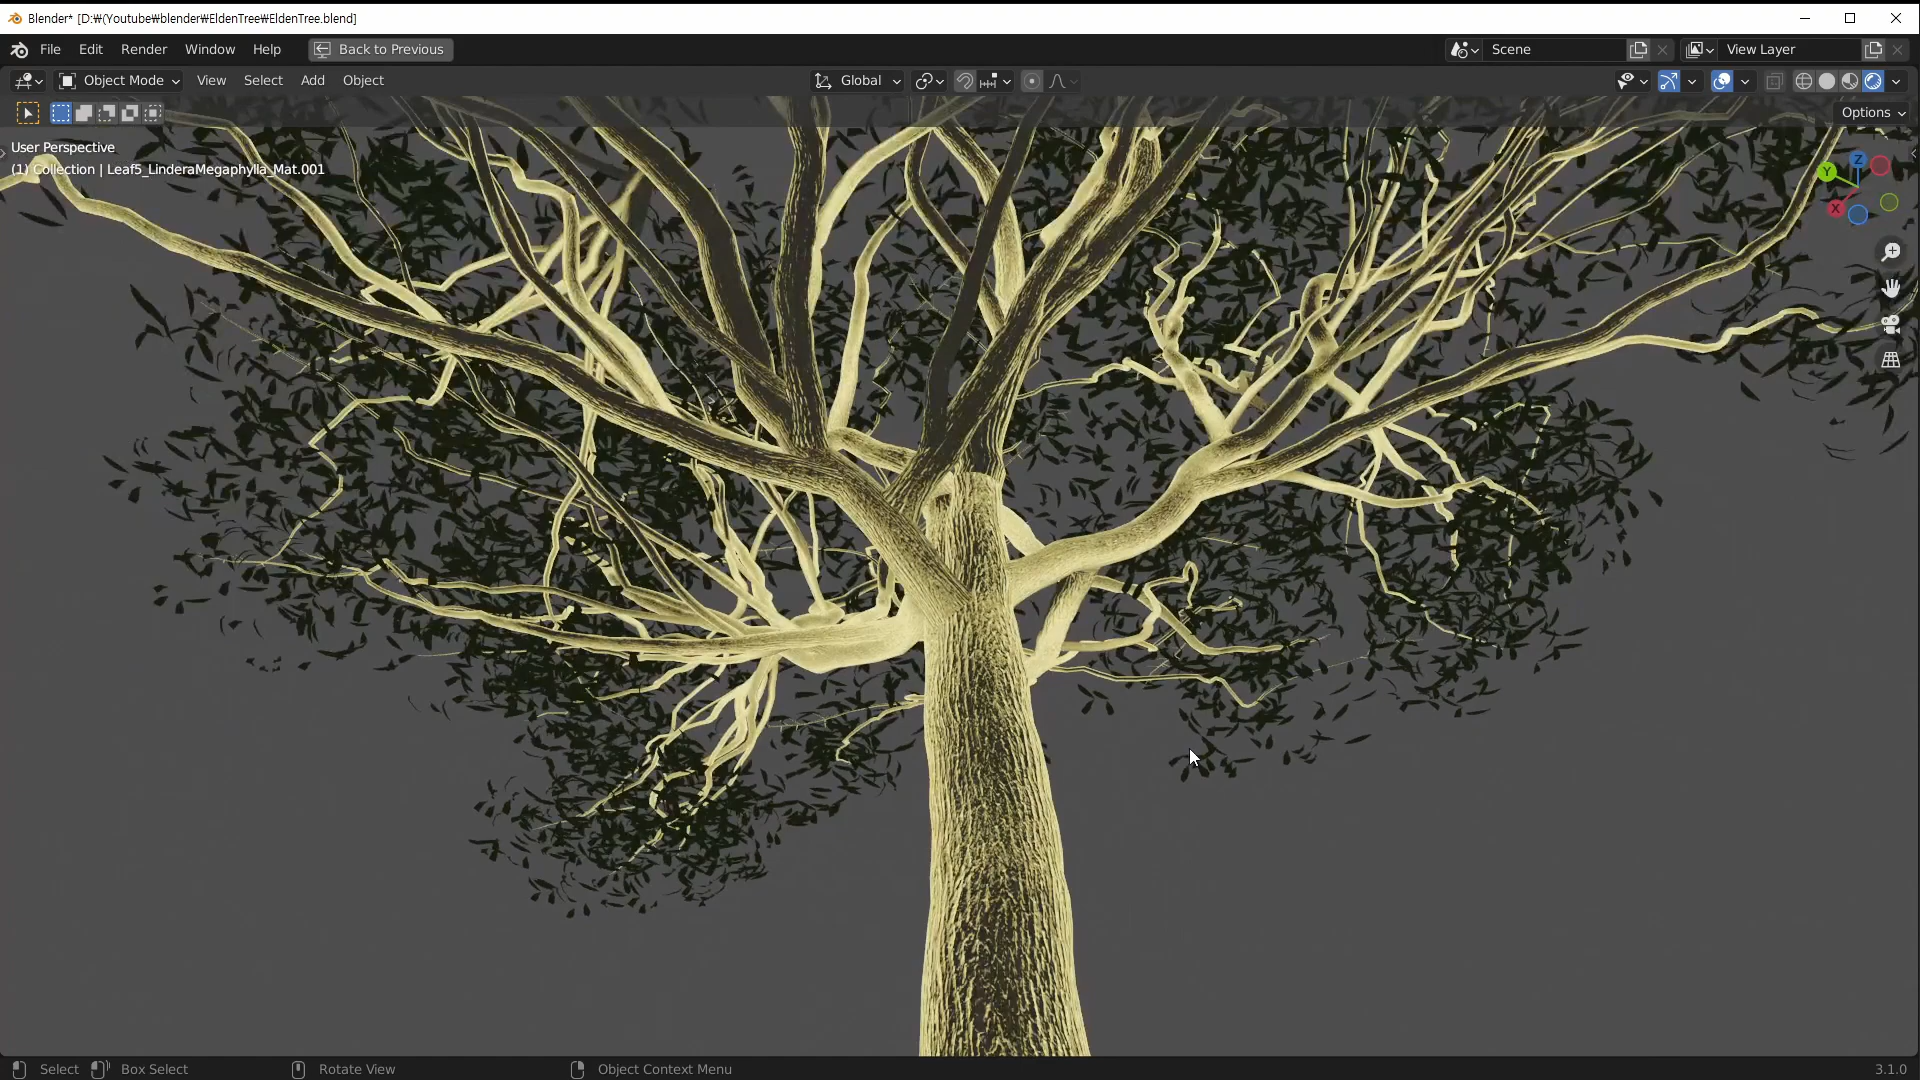 Blender* [D:₩(Youtube₩blender₩EldenTree₩EldenTree.blend]
File Edit Render Window Help Back to Previous Scene View Layer
Object Mode View Select Add Object Global
Options
User Perspective
(1) Collection | Leaf5_LinderaMegaphylla_Mat.001
Z
Y
X
Select Box Select Rotate View Object Context Menu 3.1.0